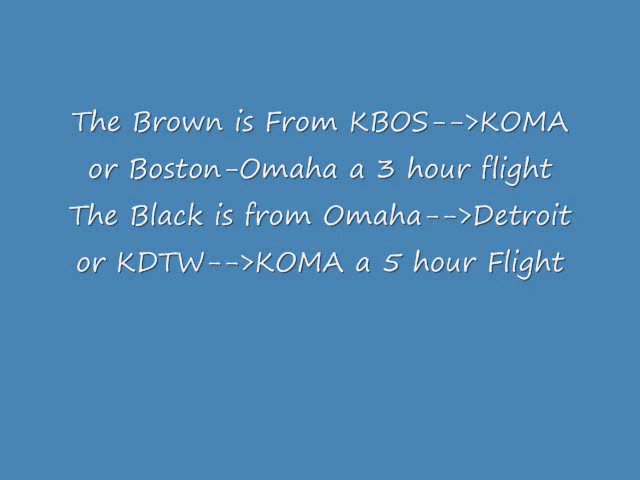 The Brown is From KBOS-->KOMA
or Boston-Omaha a 3 hour flight
The Black is from Omaha-->Detroit
or KDTW-->KOMA a 5 hour Flight